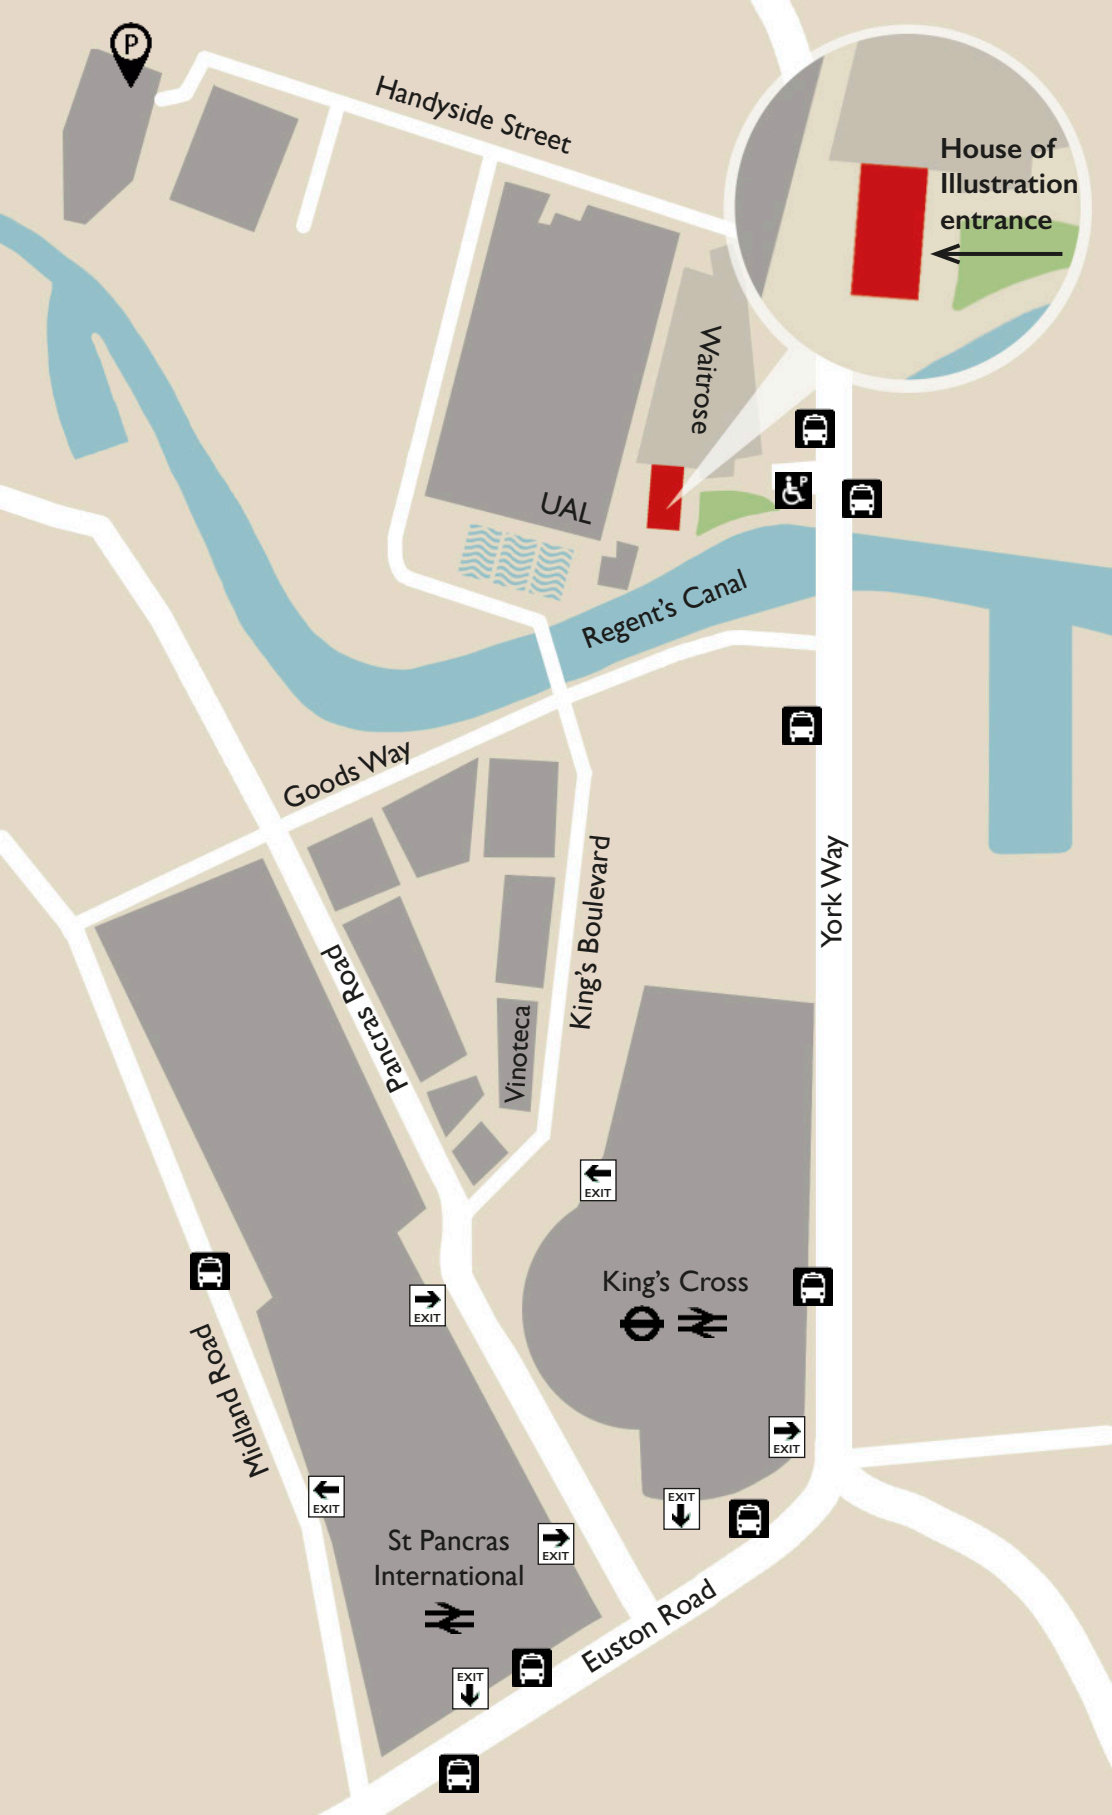 P
Handyside Street
House of
Illustration
entrance
Waitrose
P
UAL
Regent's Canal
Goods Way
King's Boulevard
York Way
Pancras Road
Vinoteca
EXIT
King's Cross
EXIT
Midland Road
EXIT
EXIT
EXIT
St Pancras
International
EXIT
Euston Road
EXIT